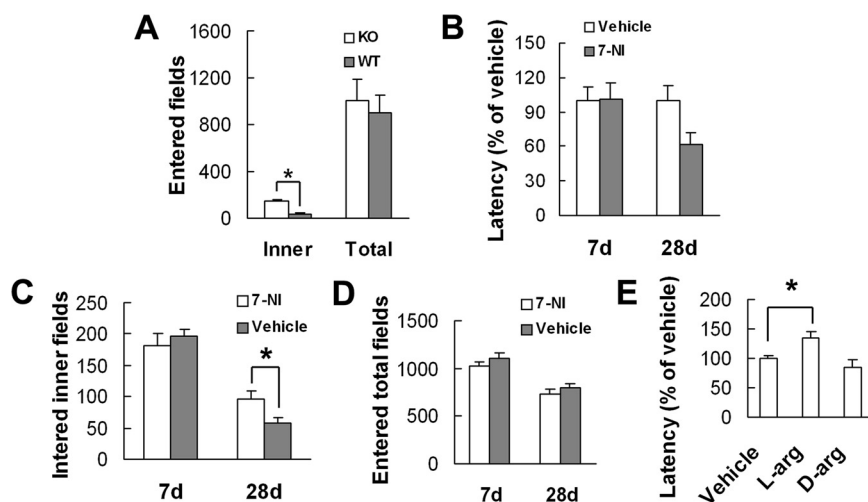 A
Entered fields
1600
1200
800
400
0
KO
WT
*
Inner Total
B
Latency (% of vehicle)
150
120
90
60
30
0
Vehicle
7-NI
7d 28d
C
Intered inner fields
250
200
150
100
50
0
7-NI
Vehicle
*
7d 28d
D
Entered total fields
1500
1000
500
0
7-NI
Vehicle
7d 28d
E
Latency (% of vehicle)
200
150
100
50
0
*
Vehicle L-arg D-arg